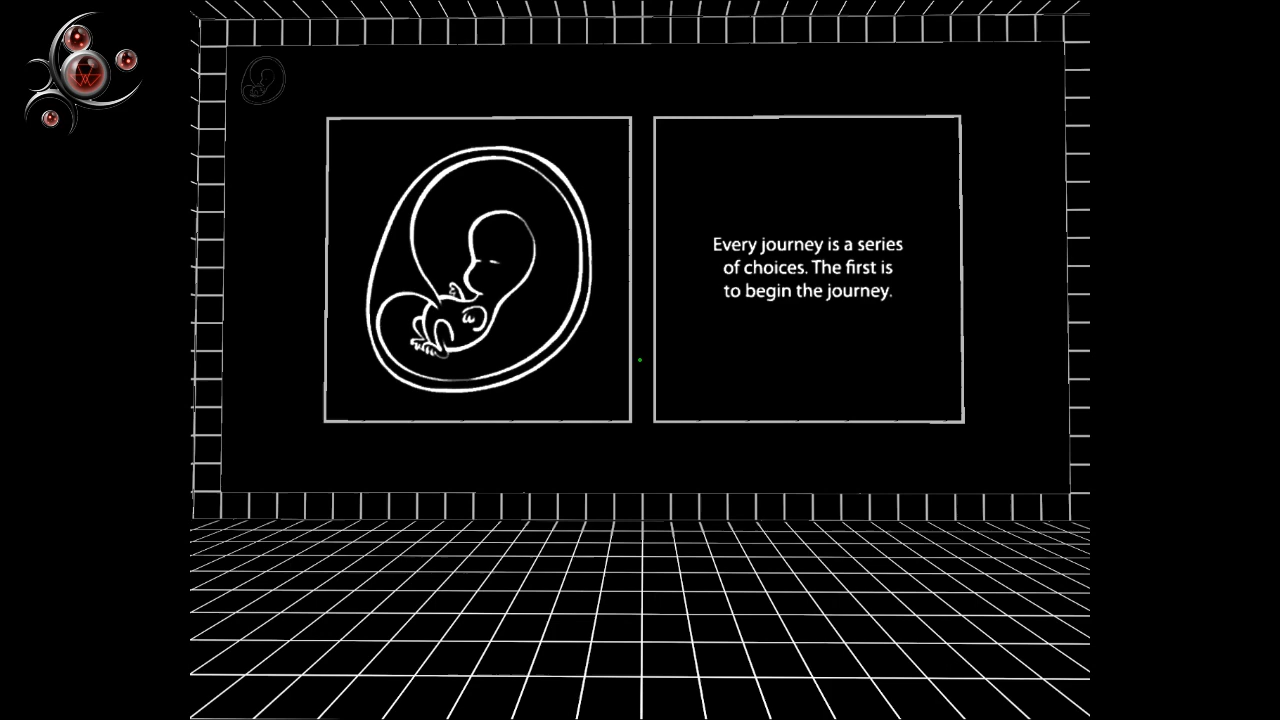 Every journey is a series
of choices. The first is
to begin the journey.